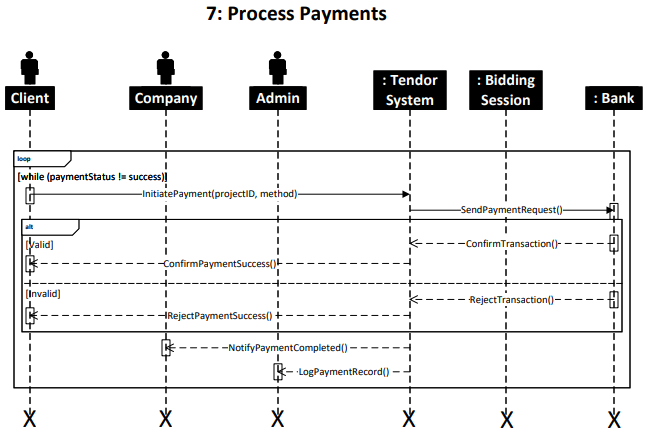 7: Process Payments
Client
Company
Admin
: Tendor
System
: Bidding
Session
: Bank
loop
[while (paymentStatus != success)]
InitiatePayment(projectID, method)
SendPaymentRequest()
alt
[Valid]
ConfirmTransaction()
ConfirmPaymentSuccess()
[Invalid]
RejectTransaction()
RejectPaymentSuccess()
NotifyPaymentCompleted()
LogPaymentRecord()
X X X X X X